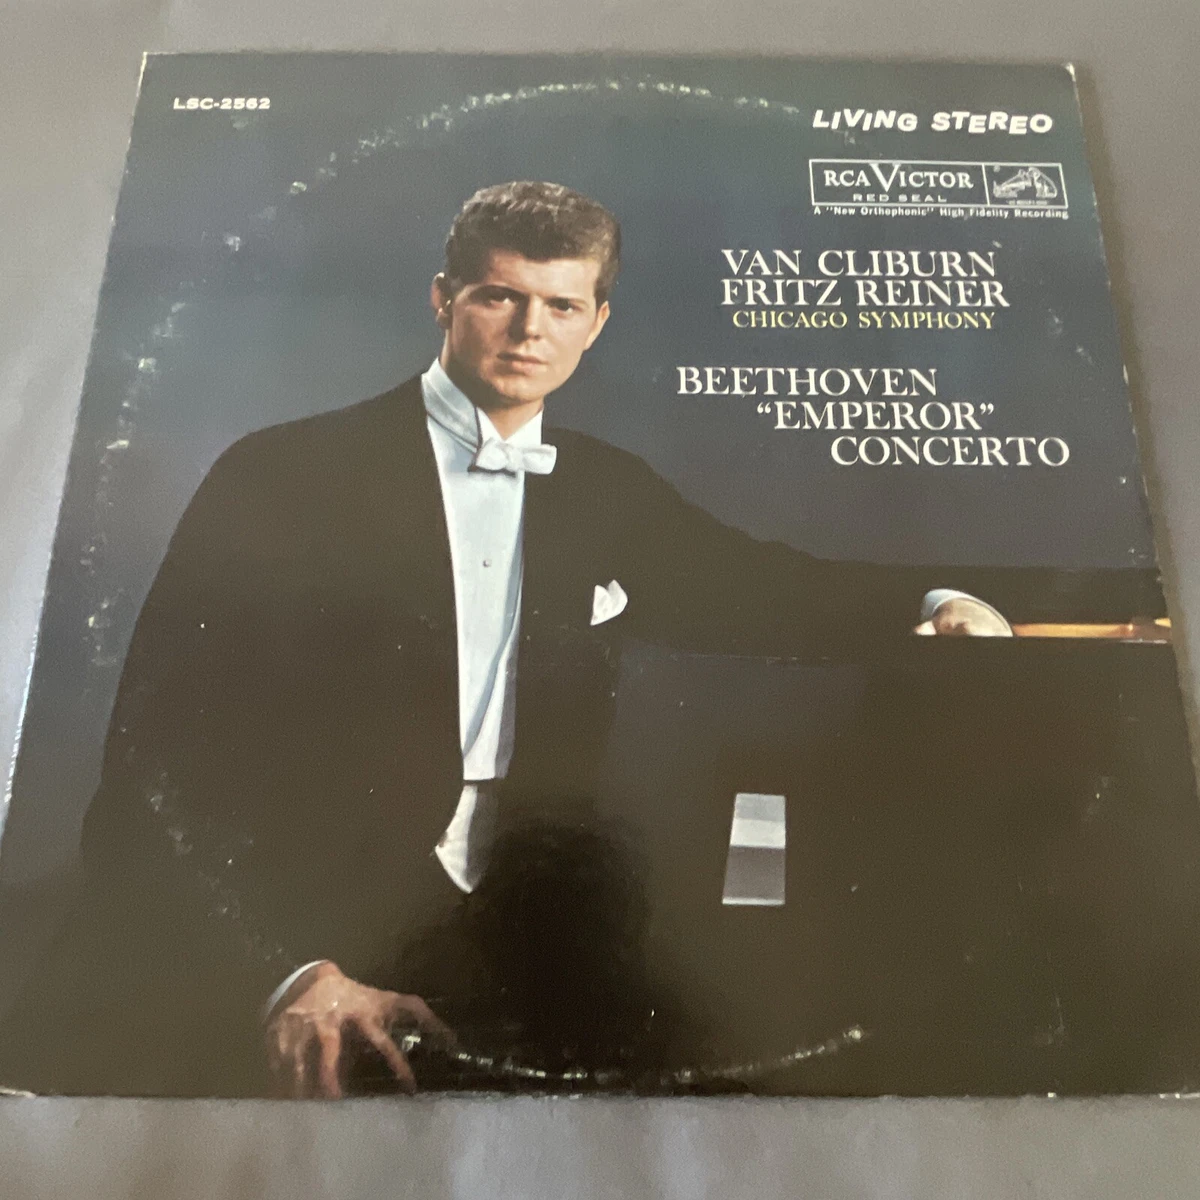 LSC-2562
LIVING STEREO
RCA VICTOR
RED SEAL
A "New Orthophonic" High Fidelity Recording
VAN CLIBURN
FRITZ REINER
CHICAGO SYMPHONY
BEETHOVEN
"EMPEROR"
CONCERTO